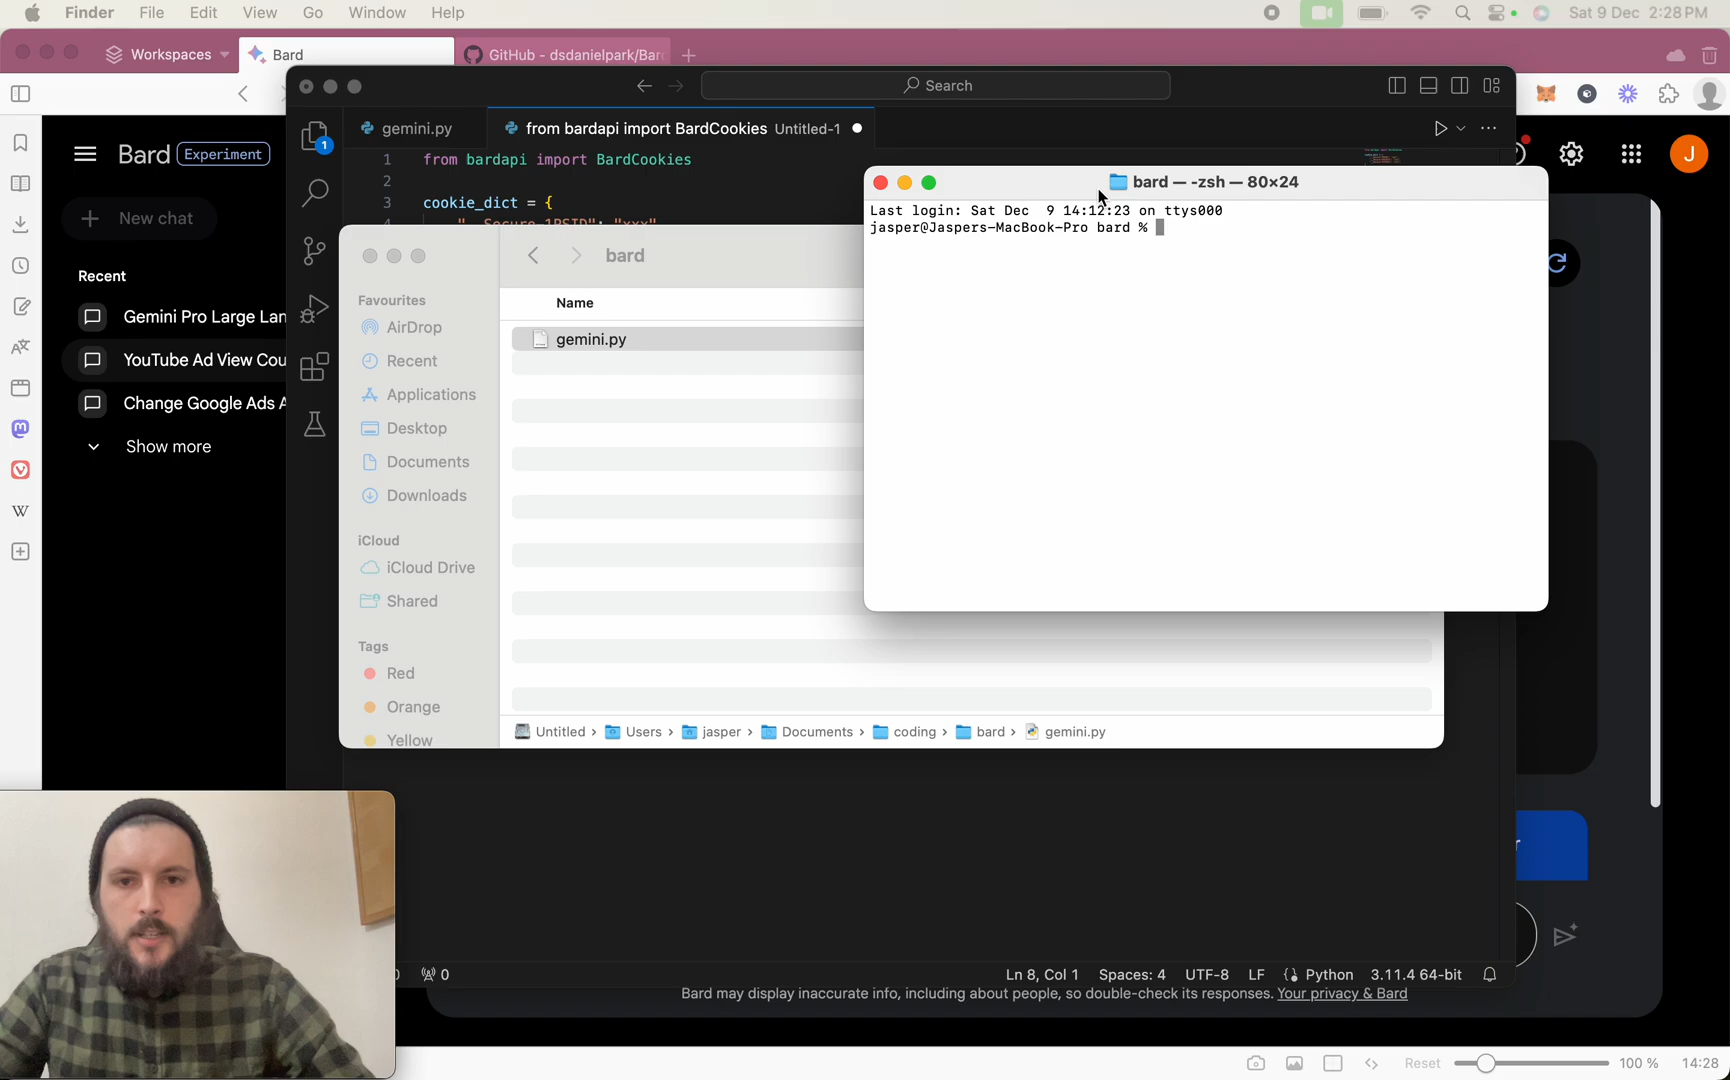 Finder File Edit View Go Window Help
Sat 9 Dec 2:28 PM
Workspaces
Bard
GitHub - dsdanielpark/Bar
Search
gemini.py
from bardapi import BardCookies Untitled-1
1 from bardapi import BardCookies
2
3 cookie_dict = {
Bard Experiment
New chat
Recent
Gemini Pro Large Lan
YouTube Ad View Cou
Change Google Ads A
Show more
J
1
bard — -zsh — 80×24
Last login: Sat Dec  9 14:12:23 on ttys000
jasper@Jaspers-MacBook-Pro bard %
bard
Favourites
AirDrop
Recent
Applications
Desktop
Documents
Downloads
iCloud
iCloud Drive
Shared
Tags
Red
Orange
Yellow
Name
gemini.py
Untitled › Users › jasper › Documents › coding › bard › gemini.py
0
Ln 8, Col 1 Spaces: 4 UTF-8 LF Python 3.11.4 64-bit
Bard may display inaccurate info, including about people, so double-check its responses. Your privacy & Bard
W
Reset 100 % 14:28